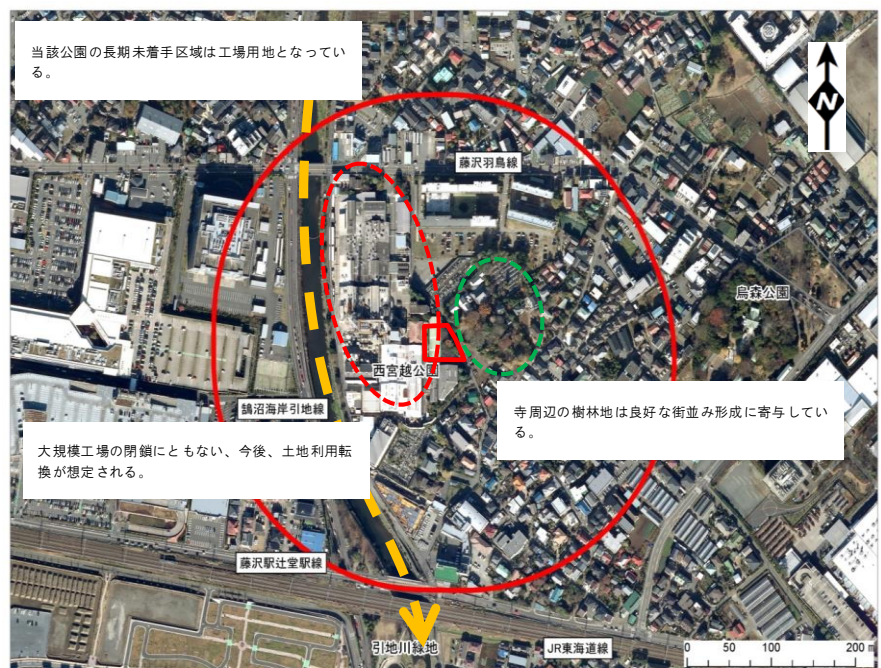 当該公園の長期未着手区域は工場用地となってい
る。
N
藤沢羽鳥線
烏森公園
西宮越公園
鵠沼海岸引地線
寺周辺の樹林地は良好な街並み形成に寄与してい
る。
大規模工場の閉鎖にともない、今後、土地利用転
換が想定される。
藤沢駅辻堂駅線
引地川緑地
JR東海道線
0 50 100 200 m